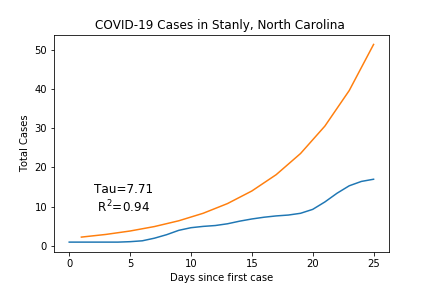 COVID-19 Cases in Stanly, North Carolina
Total Cases
50
40
30
20
10
0
Tau=7.71
R²=0.94
0 5 10 15 20 25
Days since first case